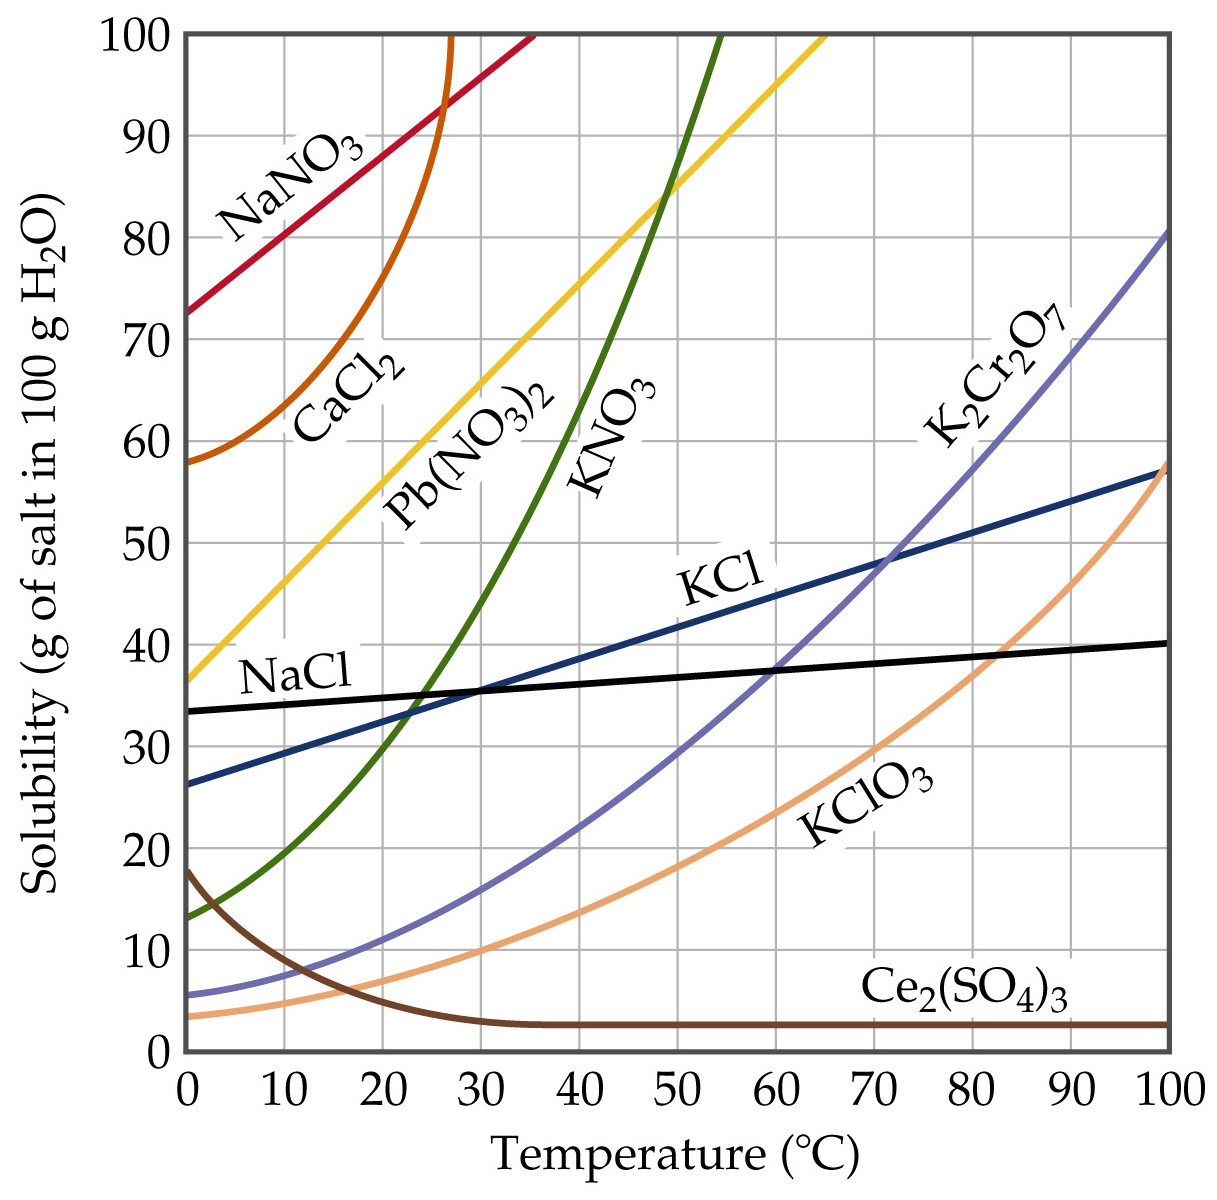 Solubility (g of salt in 100 g H₂O)
100
90
80
70
60
50
40
30
20
10
0
NaNO₃
CaCl₂
Pb(NO₃)₂
KNO₃
K₂Cr₂O₇
KCl
NaCl
KClO₃
Ce₂(SO₄)₃
0 10 20 30 40 50 60 70 80 90 100
Temperature (°C)